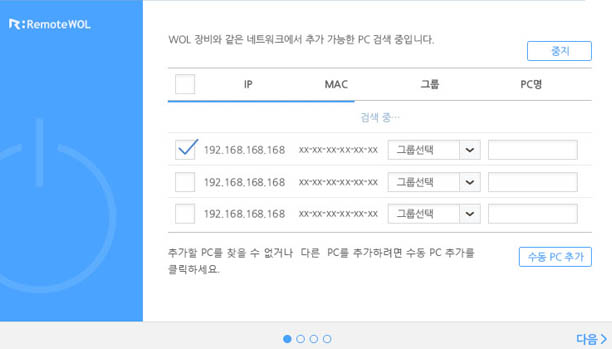 RemoteWOL
WOL 장비와 같은 네트워크에서 추가 가능한 PC 검색 중입니다.
중지
IP MAC 그룹 PC명
검색 중…
192.168.168.168 xx-xx-xx-xx-xx-xx 그룹선택
192.168.168.168 xx-xx-xx-xx-xx-xx 그룹선택
192.168.168.168 xx-xx-xx-xx-xx-xx 그룹선택
추가할 PC를 찾을 수 없거나 다른 PC를 추가하려면 수동 PC 추가를
클릭하세요.
수동 PC 추가
다음 >